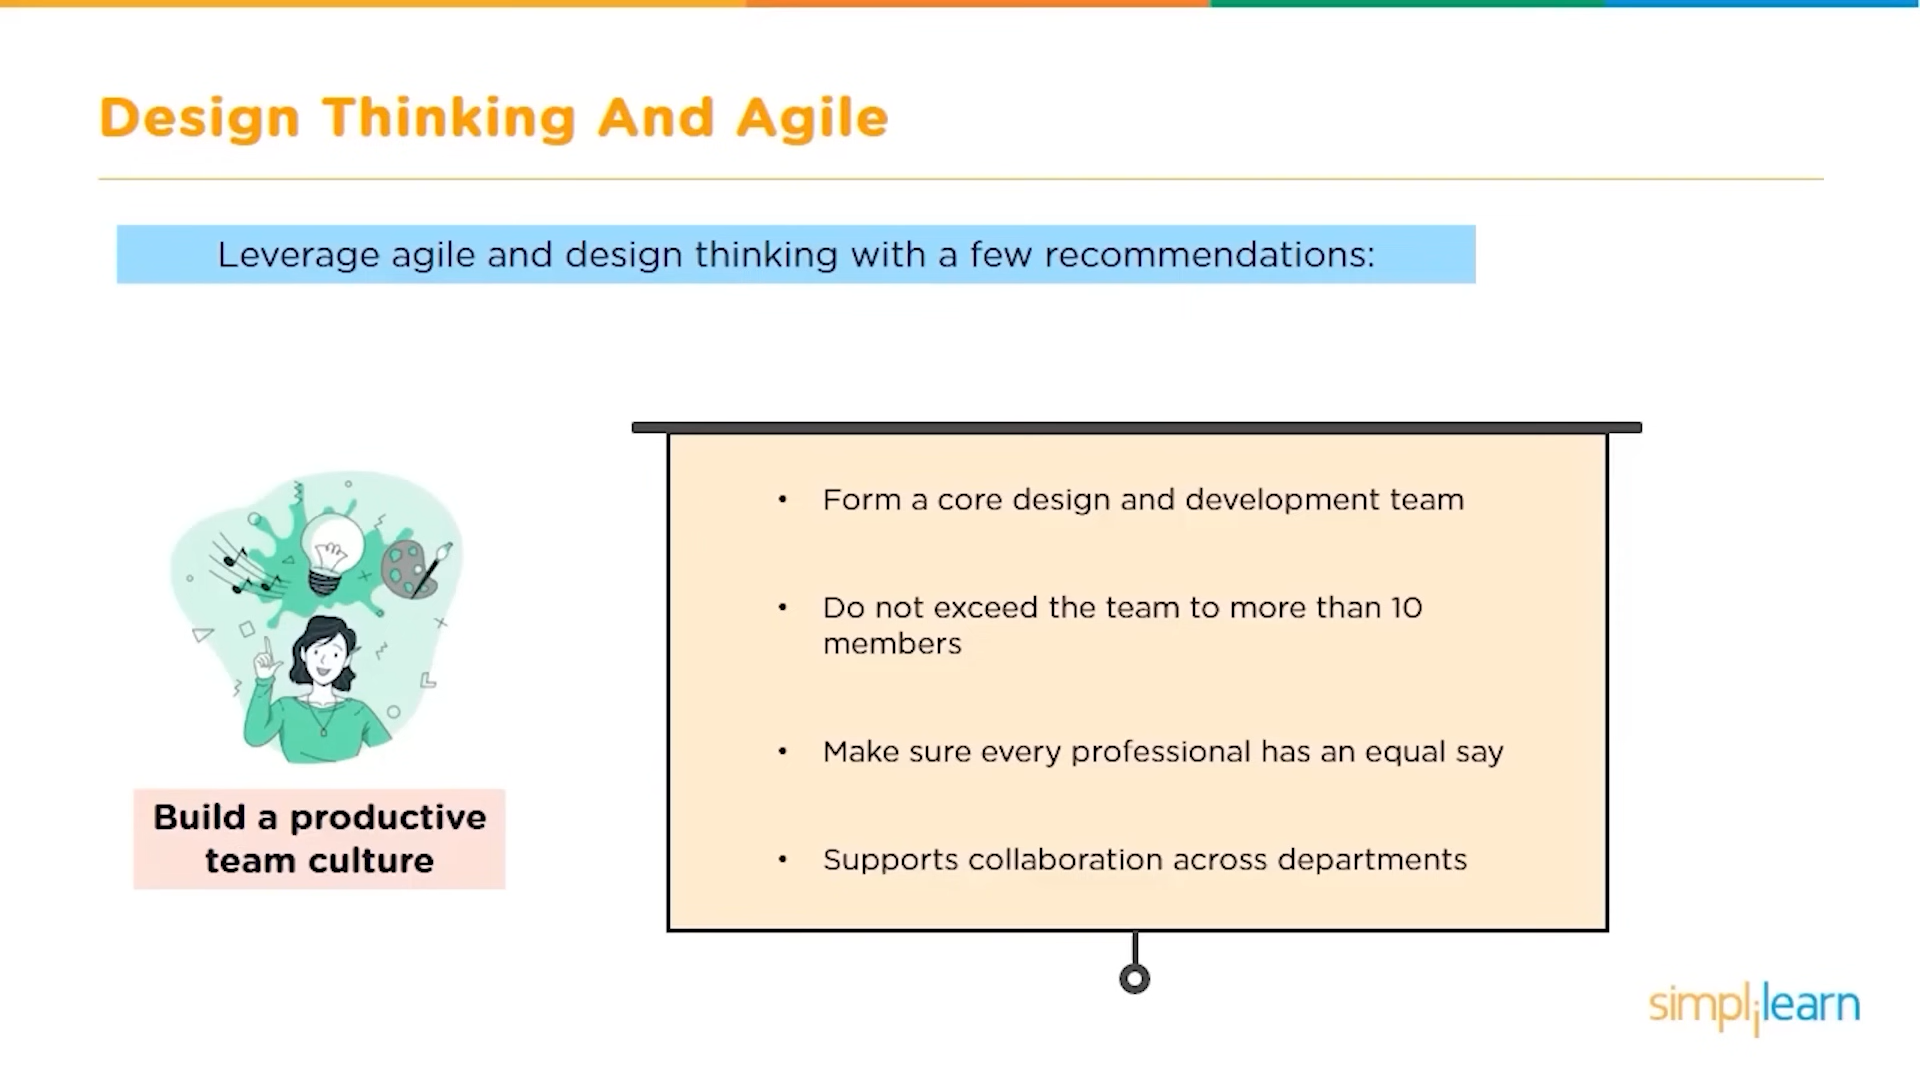 Design Thinking And Agile
Leverage agile and design thinking with a few recommendations:
Build a productive
team culture
• Form a core design and development team
• Do not exceed the team to more than 10
members
• Make sure every professional has an equal say
• Supports collaboration across departments
simplilearn